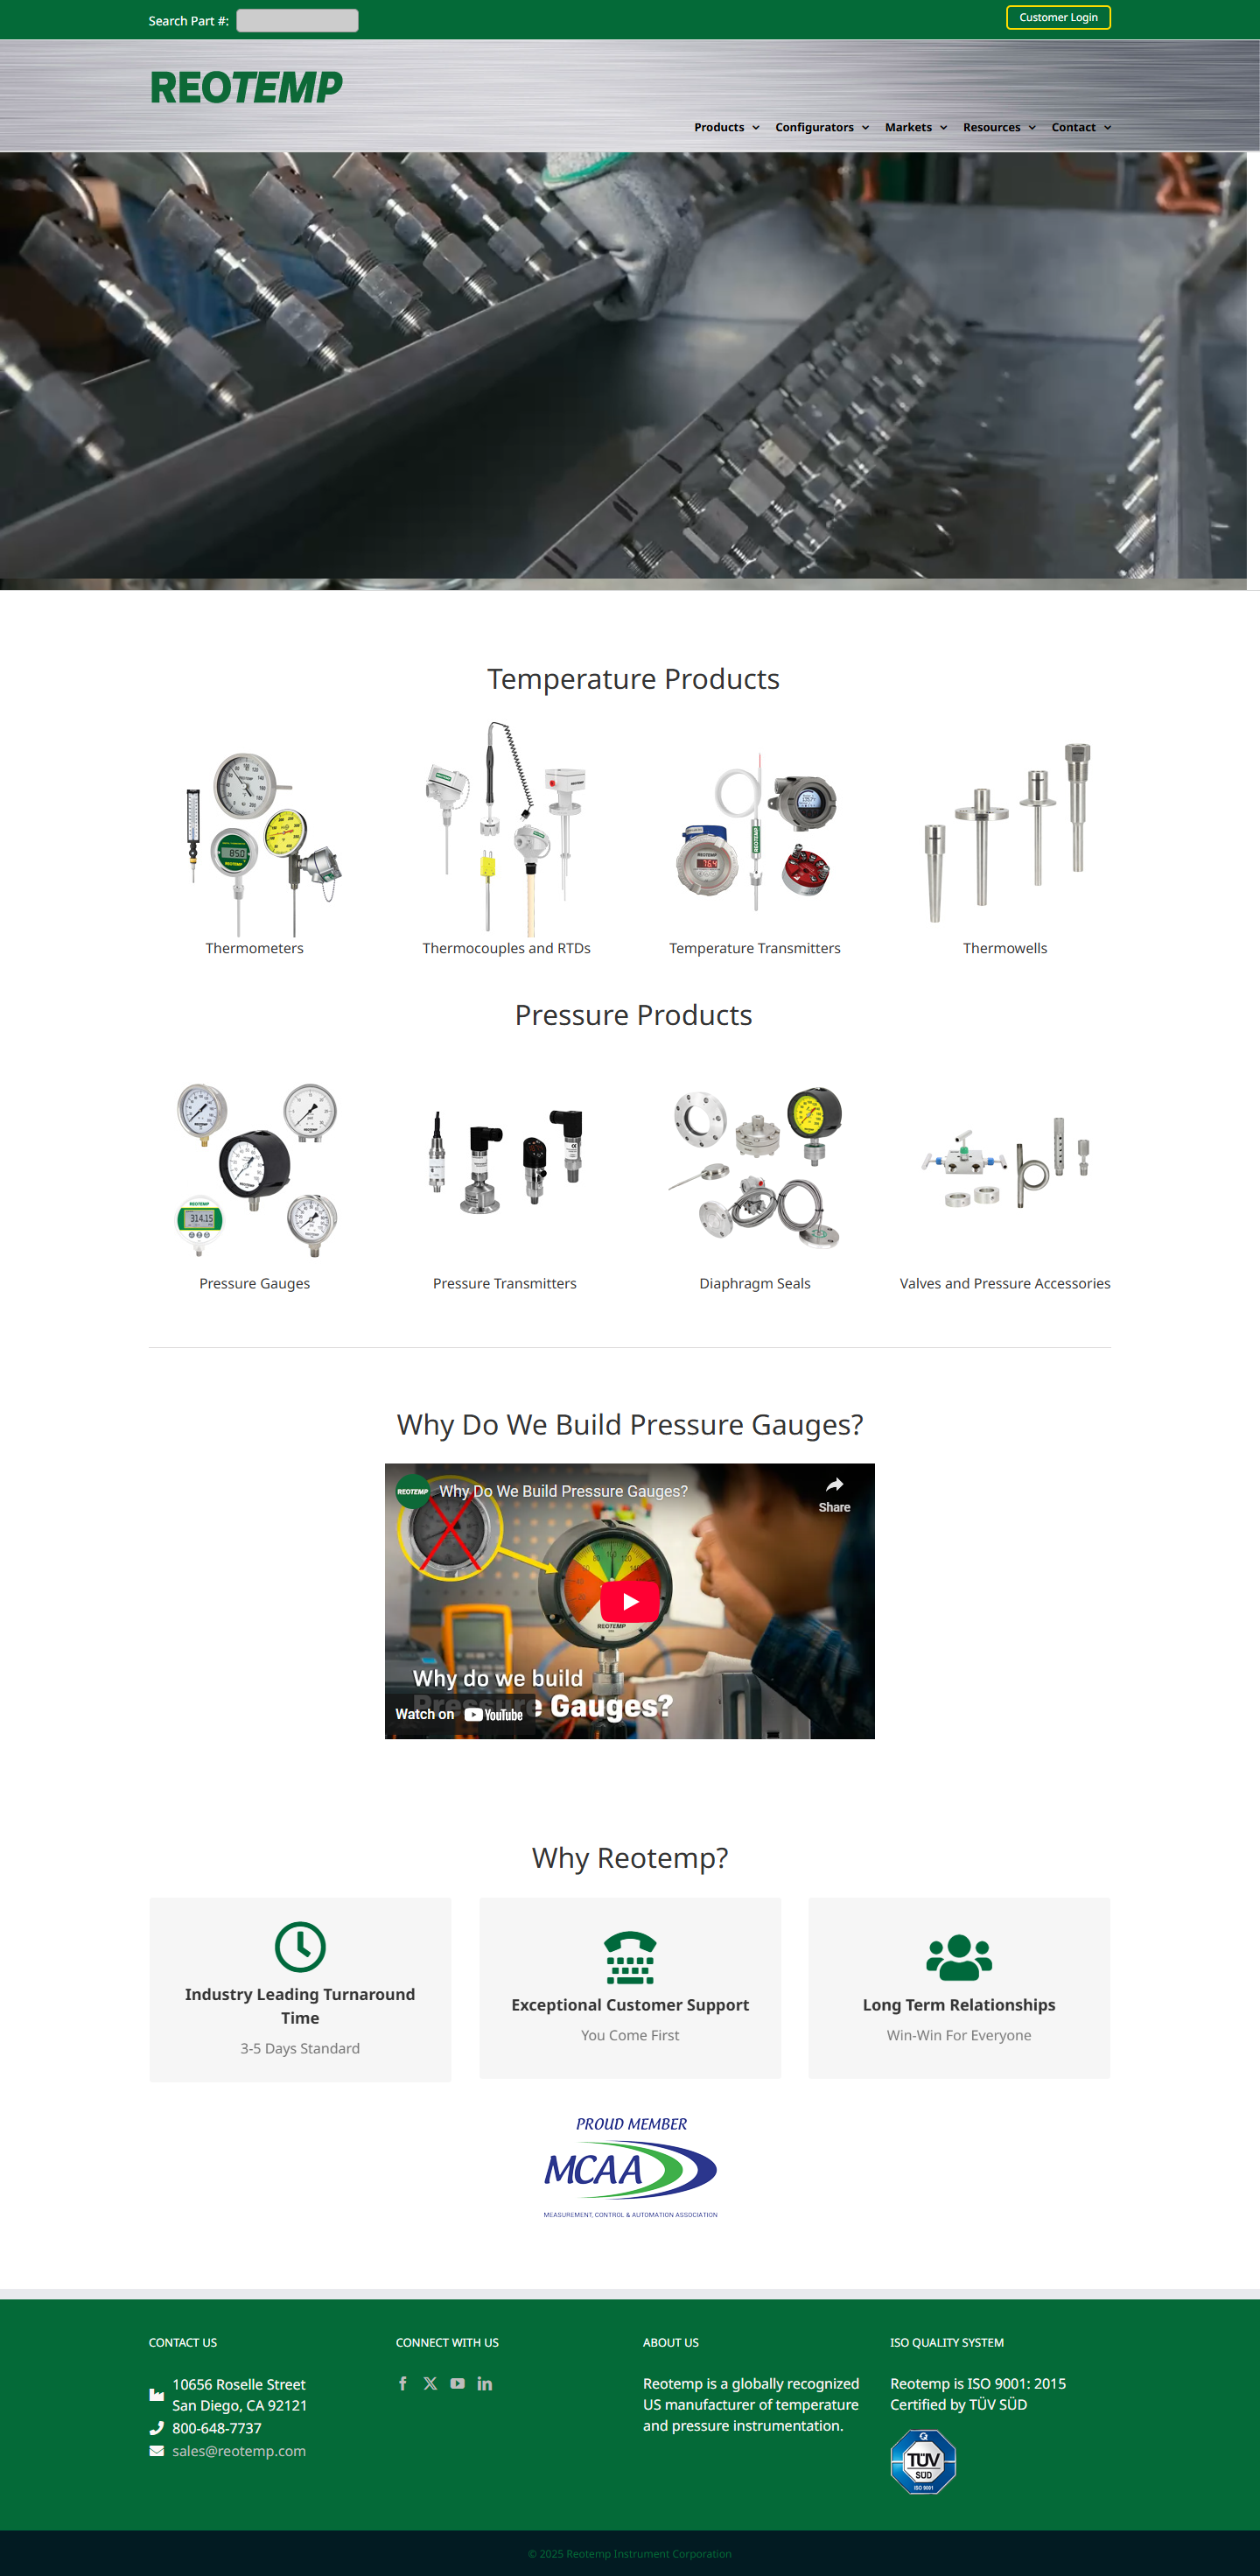 Search Part #:
Customer Login
REOTEMP
Products
Configurators
Markets
Resources
Contact
Temperature Products
Thermometers
Thermocouples and RTDs
Temperature Transmitters
Thermowells
Pressure Products
314.15
Pressure Gauges
Pressure Transmitters
Diaphragm Seals
Valves and Pressure Accessories
Why Do We Build Pressure Gauges?
REOTEMP
Why Do We Build Pressure Gauges?
Share
REOTEMP
Why do we build
Pressure Gauges?
Watch on YouTube
Why Reotemp?
Industry Leading Turnaround
Time
3-5 Days Standard
Exceptional Customer Support
You Come First
Long Term Relationships
Win-Win For Everyone
PROUD MEMBER
MCAA
MEASUREMENT, CONTROL & AUTOMATION ASSOCIATION
CONTACT US
10656 Roselle Street
San Diego, CA 92121
800-648-7737
sales@reotemp.com
CONNECT WITH US
ABOUT US
Reotemp is a globally recognized
US manufacturer of temperature
and pressure instrumentation.
ISO QUALITY SYSTEM
Reotemp is ISO 9001: 2015
Certified by TÜV SÜD
TÜV
SÜD
ISO 9001
© 2025 Reotemp Instrument Corporation